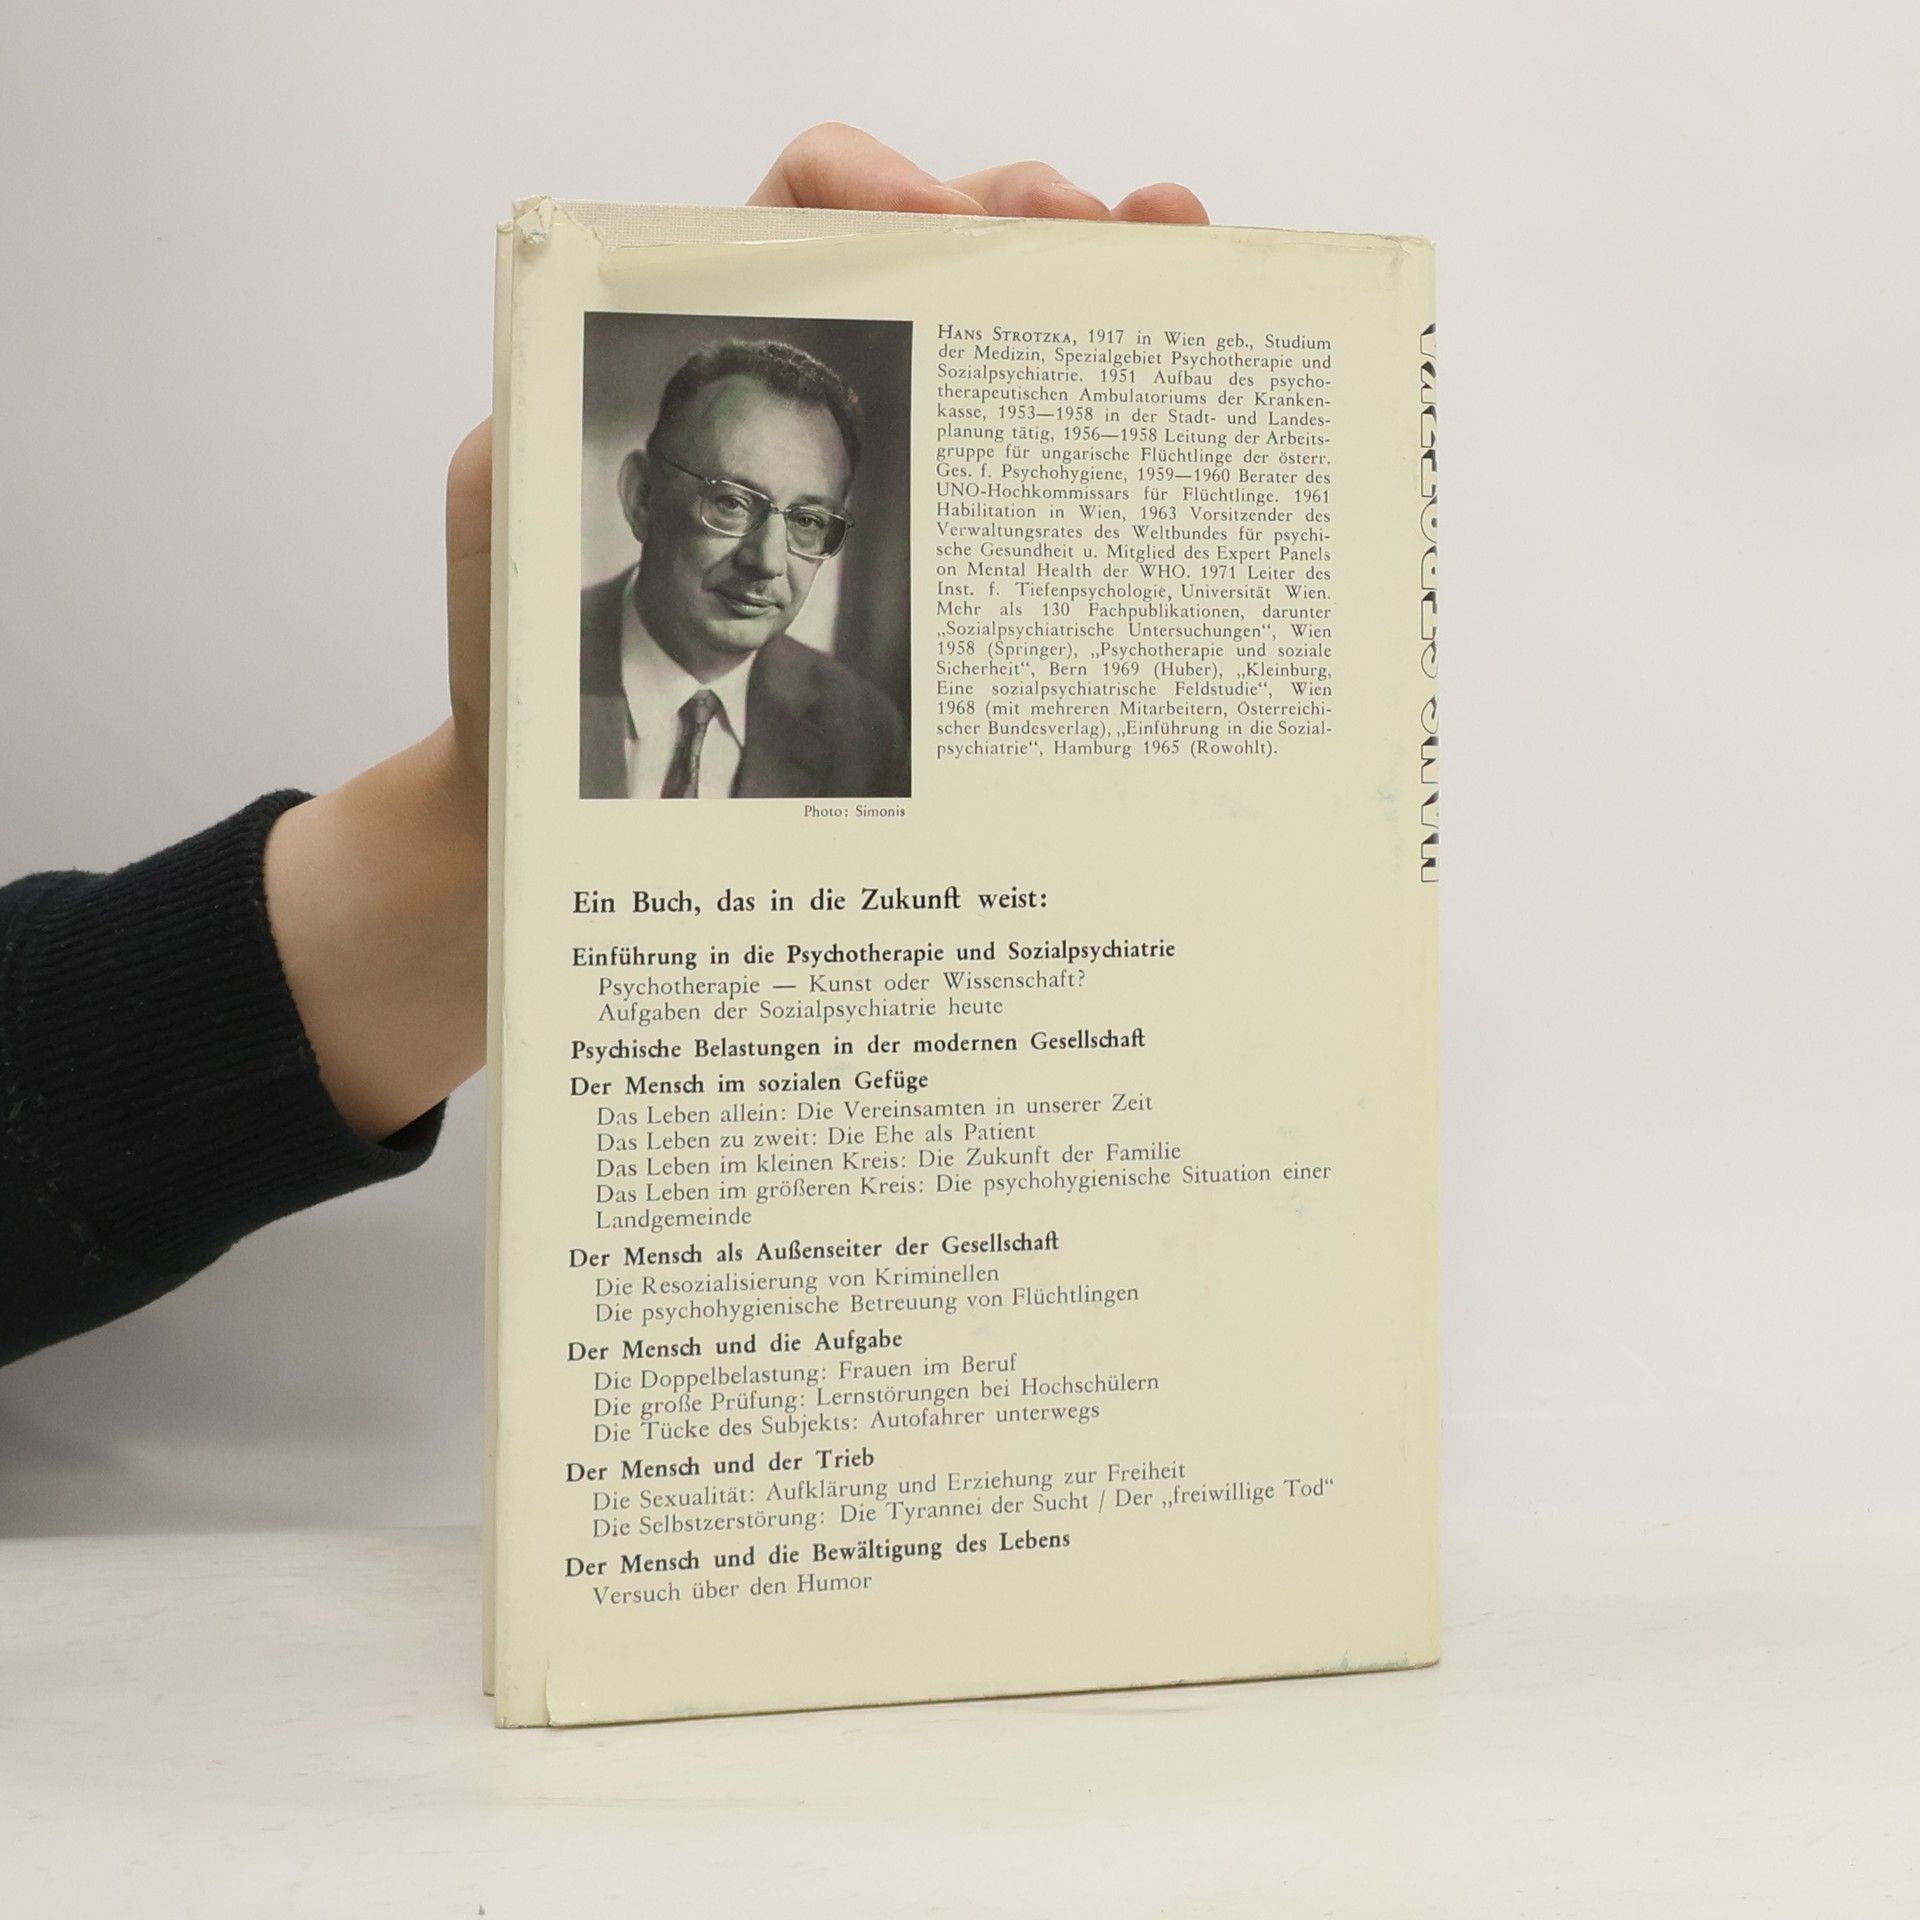 HANS STROTZKA, 1917 in Wien geb., Studium
der Medizin, Spezialgebiet Psychotherapie und
Sozialpsychiatrie. 1951 Aufbau des psycho-
therapeutischen Ambulatoriums der Kranken-
kasse, 1953—1958 in der Stadt- und Landes-
planung tätig, 1956—1958 Leitung der Arbeits-
gruppe für ungarische Flüchtlinge der österr.
Ges. f. Psychohygiene, 1959—1960 Berater des
UNO-Hochkommissars für Flüchtlinge. 1961
Habilitation in Wien, 1963 Vorsitzender des
Verwaltungsrates des Weltbundes für psychi-
sche Gesundheit u. Mitglied des Expert Panels
on Mental Health der WHO. 1971 Leiter des
Inst. f. Tiefenpsychologie, Universität Wien.
Mehr als 130 Fachpublikationen, darunter
„Sozialpsychiatrische Untersuchungen“, Wien
1958 (Springer), „Psychotherapie und soziale
Sicherheit“, Bern 1969 (Huber), „Kleinburg,
Eine sozialpsychiatrische Feldstudie“, Wien
1968 (mit mehreren Mitarbeitern, Österreichi-
scher Bundesverlag), „Einführung in die Sozial-
psychiatrie“, Hamburg 1965 (Rowohlt).
Photo: Simonis
Ein Buch, das in die Zukunft weist:
Einführung in die Psychotherapie und Sozialpsychiatrie
Psychotherapie — Kunst oder Wissenschaft?
Aufgaben der Sozialpsychiatrie heute
Psychische Belastungen in der modernen Gesellschaft
Der Mensch im sozialen Gefüge
Das Leben allein: Die Vereinsamten in unserer Zeit
Das Leben zu zweit: Die Ehe als Patient
Das Leben im kleinen Kreis: Die Zukunft der Familie
Das Leben im größeren Kreis: Die psychohygienische Situation einer
Landgemeinde
Der Mensch als Außenseiter der Gesellschaft
Die Resozialisierung von Kriminellen
Die psychohygienische Betreuung von Flüchtlingen
Der Mensch und die Aufgabe
Die Doppelbelastung: Frauen im Beruf
Die große Prüfung: Lernstörungen bei Hochschülern
Die Tücke des Subjekts: Autofahrer unterwegs
Der Mensch und der Trieb
Die Sexualität: Aufklärung und Erziehung zur Freiheit
Die Selbstzerstörung: Die Tyrannei der Sucht / Der „freiwillige Tod“
Der Mensch und die Bewältigung des Lebens
Versuch über den Humor
HANS STROTZKA